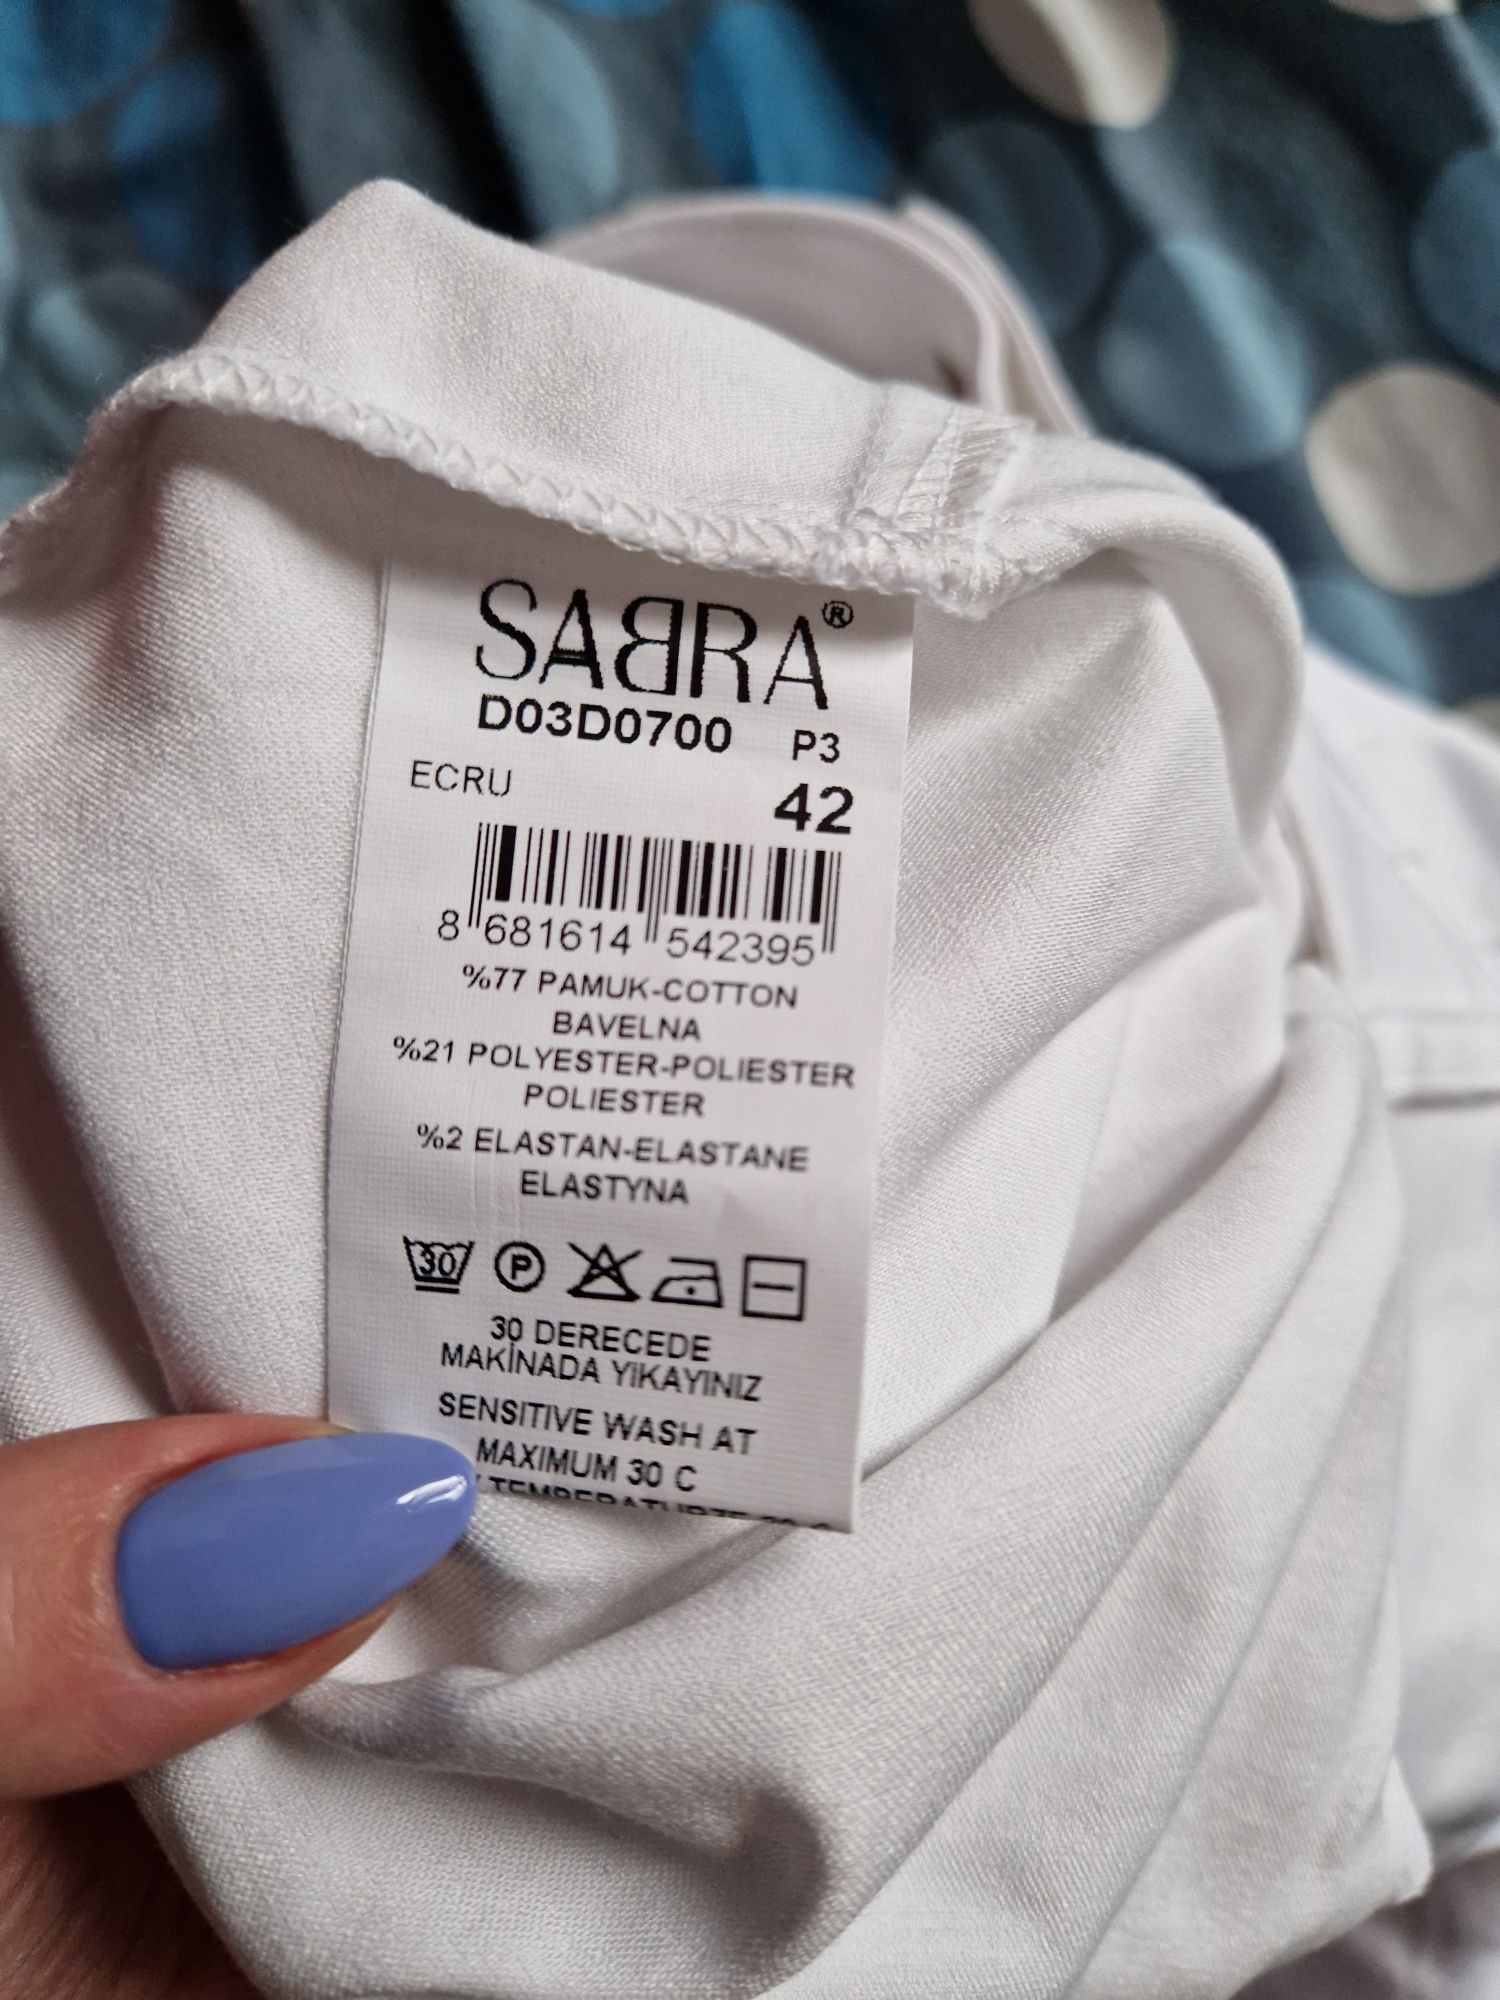 SABRA®
D03D0700 P3
ECRU 42
8 681614 542395
%77 PAMUK-COTTON
BAVELNA
%21 POLYESTER-POLIESTER
POLIESTER
%2 ELASTAN-ELASTANE
ELASTYNA
30 P
30 DERECEDE
MAKİNADA YIKAYINIZ
SENSITIVE WASH AT
MAXIMUM 30 C